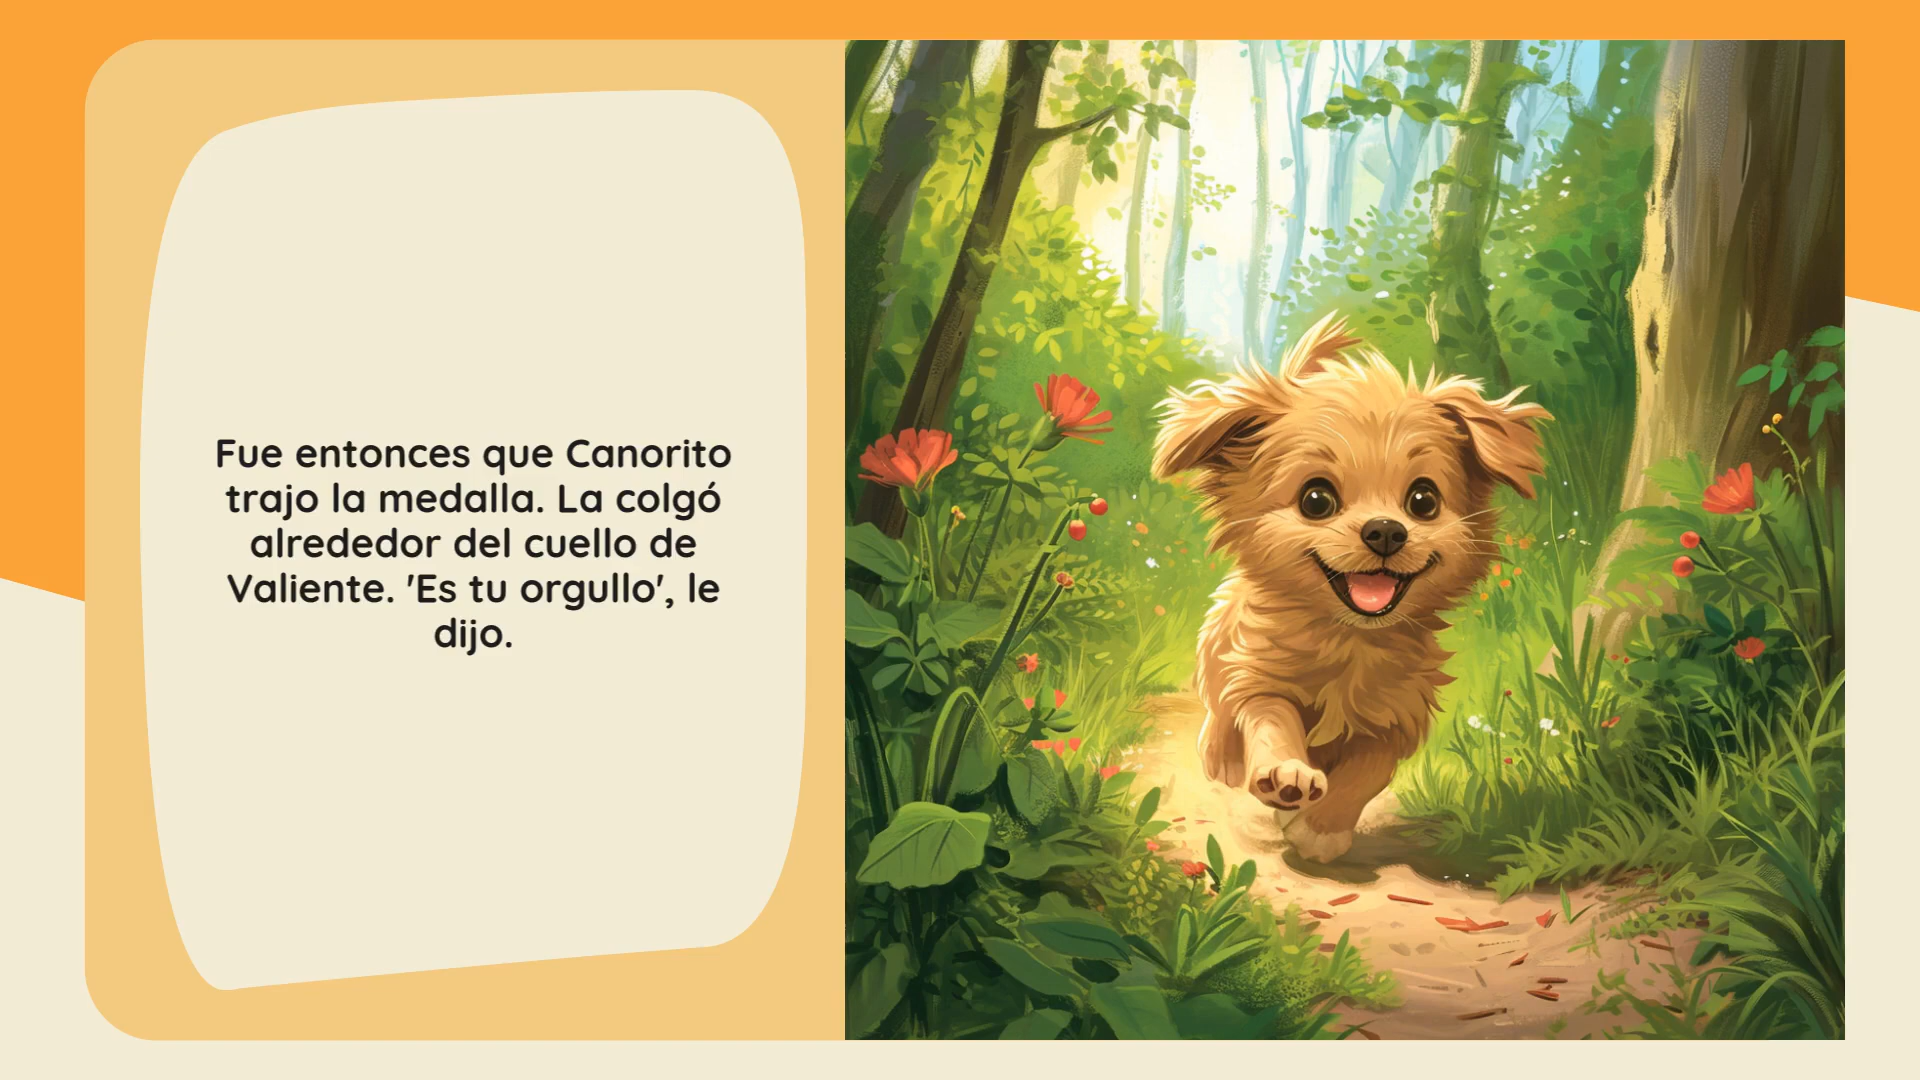 Fue entonces que Canorito
trajo la medalla. La colgó
alrededor del cuello de
Valiente. 'Es tu orgullo', le
dijo.